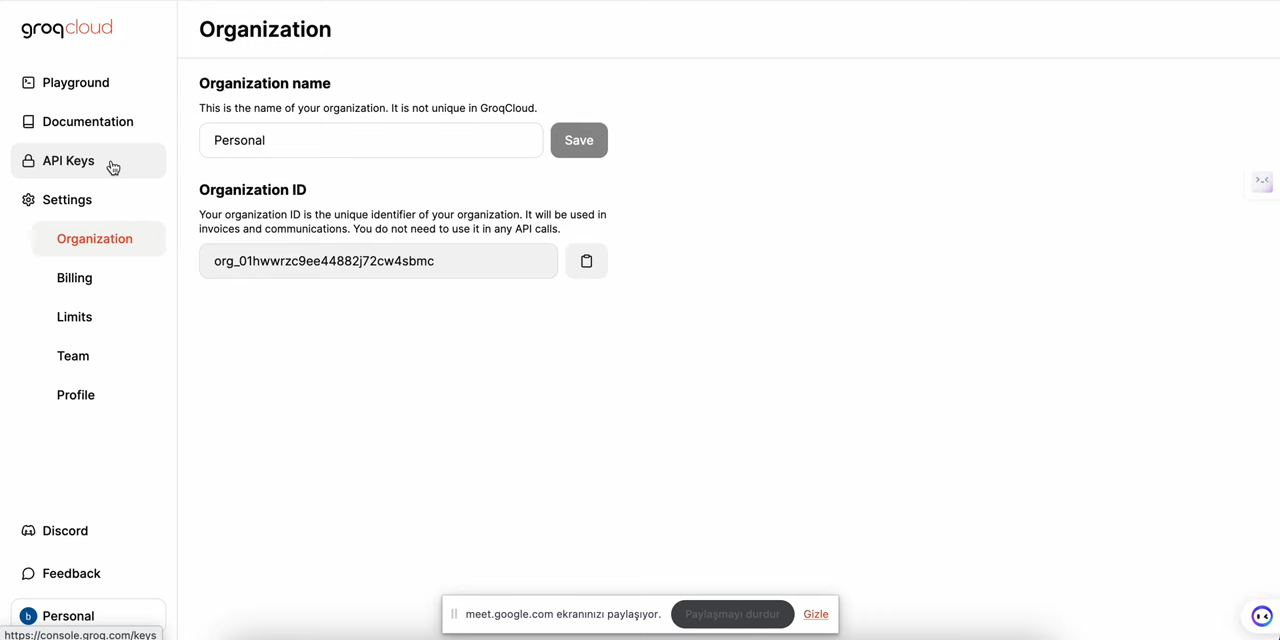 groqcloud
Organization
Playground
Documentation
API Keys
Settings
Organization
Billing
Limits
Team
Profile
Discord
Feedback
b Personal
https://console.groq.com/keys
Organization name
This is the name of your organization. It is not unique in GroqCloud.
Personal
Save
Organization ID
Your organization ID is the unique identifier of your organization. It will be used in
invoices and communications. You do not need to use it in any API calls.
org_01hwwrzc9ee44882j72cw4sbmc
meet.google.com ekranınızı paylaşıyor.
Paylaşmayı durdur
Gizle